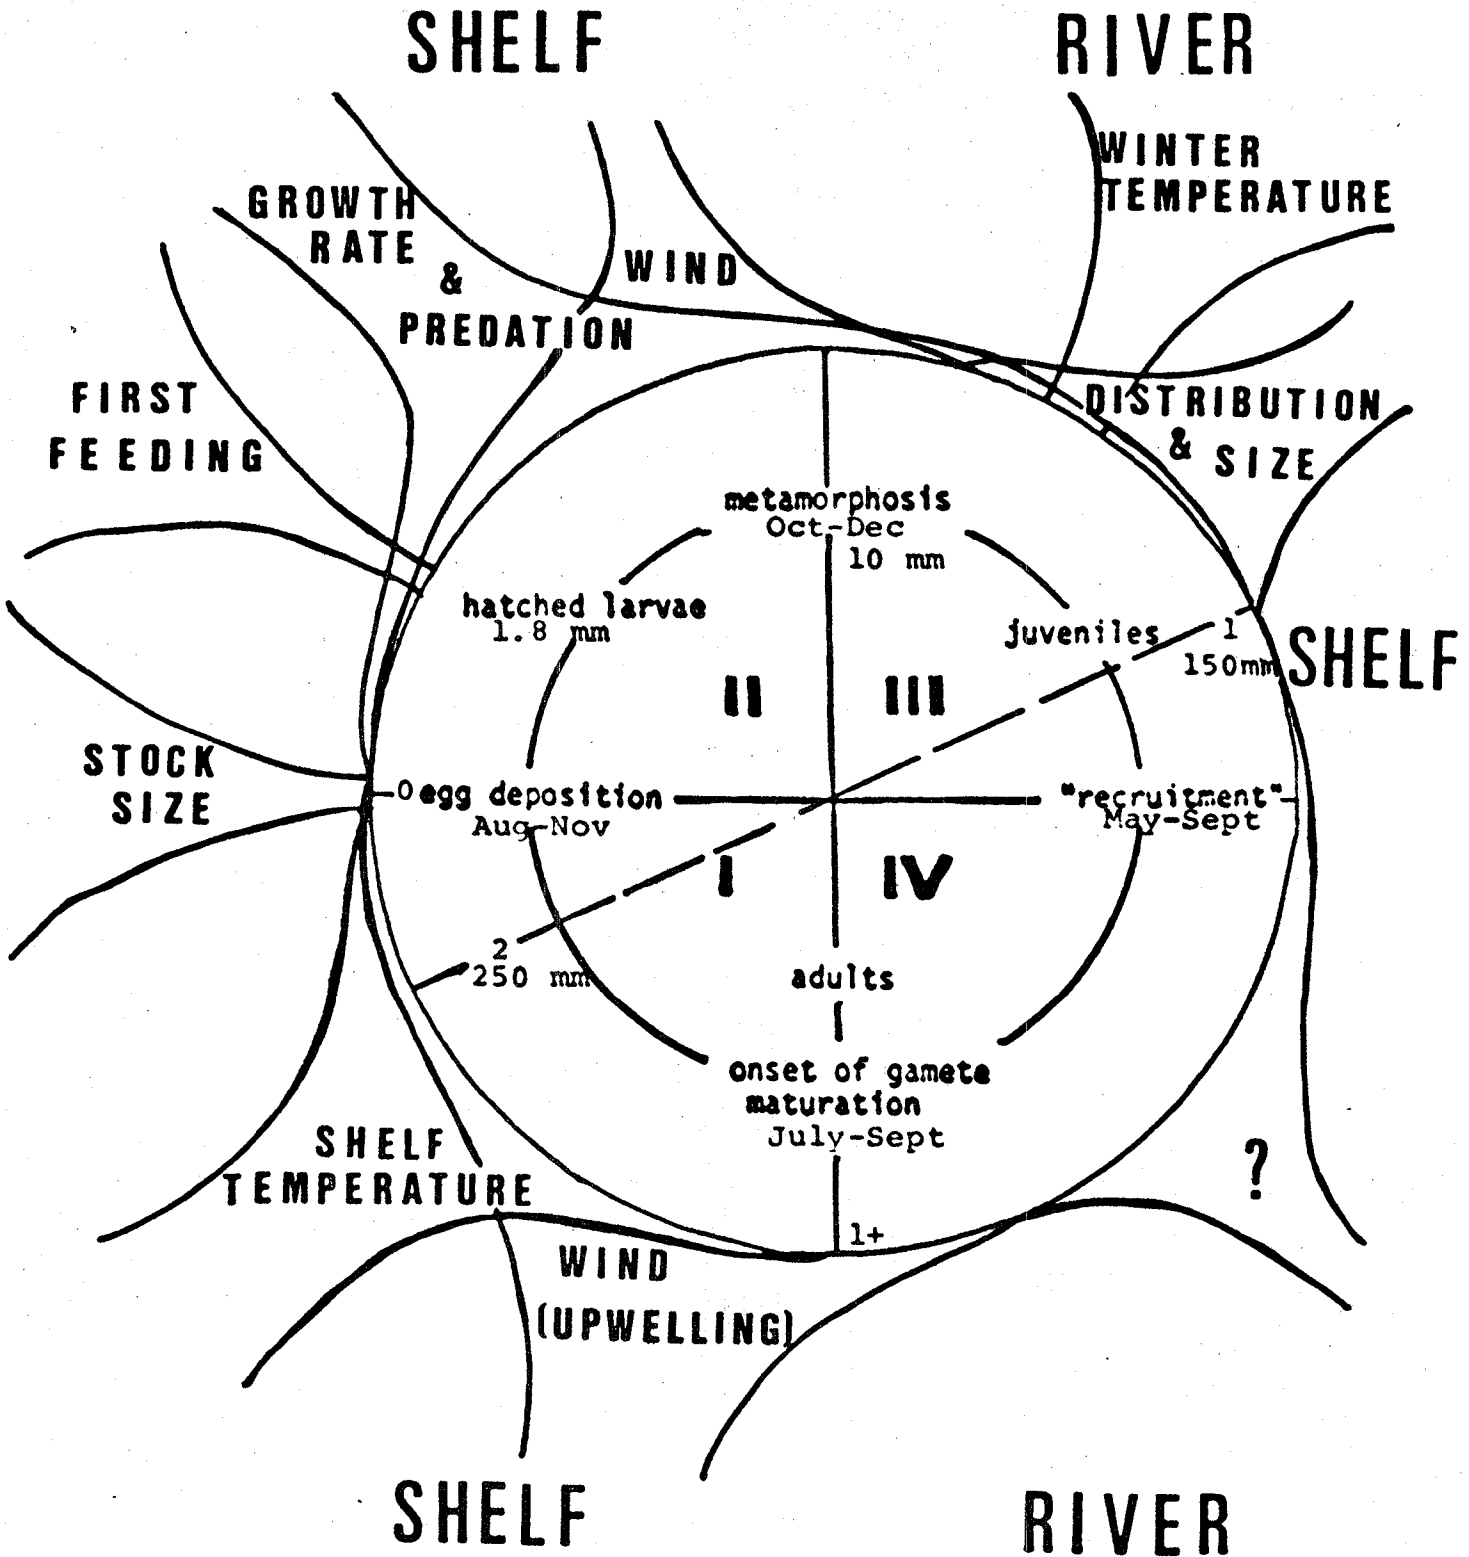 SHELF
RIVER
WINTER
TEMPERATURE
GROWTH
RATE
&
PREDATION
WIND
FIRST
FEEDING
DISTRIBUTION
& SIZE
metamorphosis
Oct-Dec
10 mm
hatched larvae
1.8 mm
juveniles
1
150mm
SHELF
II
III
STOCK
SIZE
0 egg deposition
Aug-Nov
"recruitment"
May-Sept
I
IV
2
250 mm
adults
onset of gamete
maturation
July-Sept
1+
SHELF
TEMPERATURE
?
WIND
(UPWELLING)
SHELF
RIVER